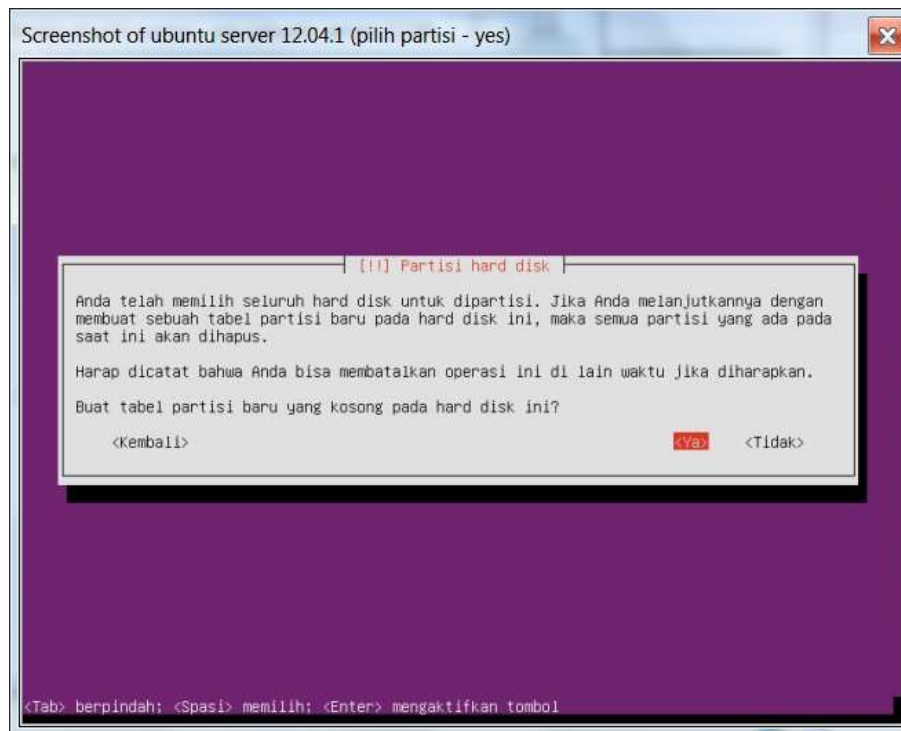 Screenshot of ubuntu server 12.04.1 (pilih partisi - yes)
[!!] Partisi hard disk
Anda telah memilih seluruh hard disk untuk dipartisi. Jika Anda melanjutkannya dengan
membuat sebuah tabel partisi baru pada hard disk ini, maka semua partisi yang ada pada
saat ini akan dihapus.
Harap dicatat bahwa Anda bisa membatalkan operasi ini di lain waktu jika diharapkan.
Buat tabel partisi baru yang kosong pada hard disk ini?
<Kembali> <Ya> <Tidak>
<Tab> berpindah; <Spasi> memilih; <Enter> mengaktifkan tombol